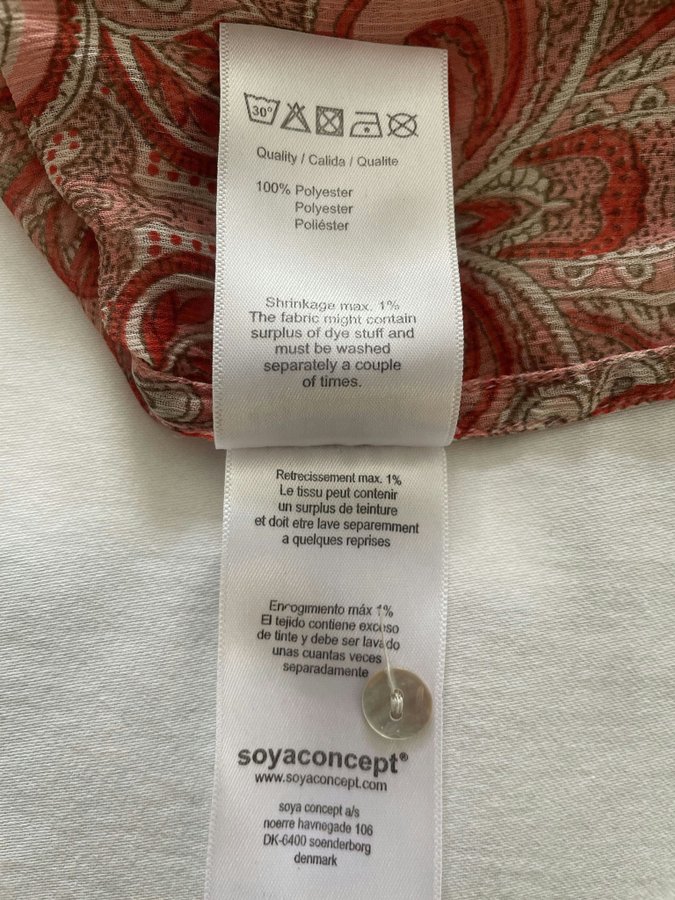 30°
Quality / Calida / Qualite
100% Polyester
Polyester
Poliéster
Shrinkage max. 1%
The fabric might contain
surplus of dye stuff and
must be washed
separately a couple
of times.
Retrecissement max. 1%
Le tissu peut contenir
un surplus de teinture
et doit etre lave separemment
a quelques reprises
Enrogimiento máx 1%
El tejido contiene exceso
de tinte y debe ser lavado
unas cuantas veces
separadamente
soyaconcept®
www.soyaconcept.com
soya concept a/s
noerre havnegade 106
DK-6400 soenderborg
denmark